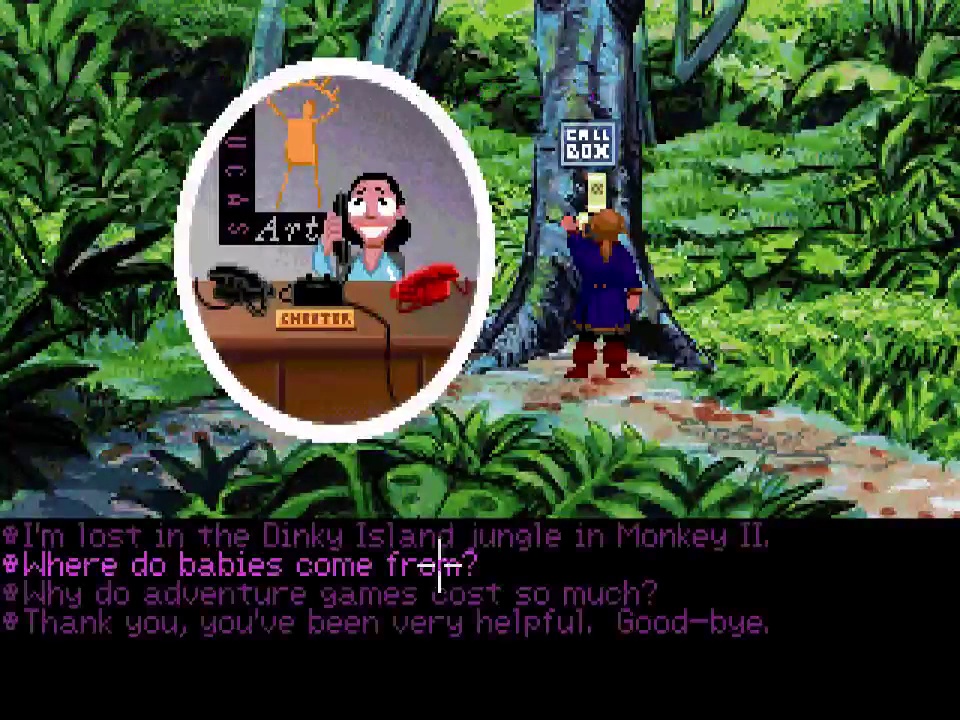 CALL
BOX
Art
CHESTER
I'm lost in the Dinky Island jungle in Monkey II.
Where do babies come from?
Why do adventure games cost so much?
Thank you, you've been very helpful.  Good-bye.